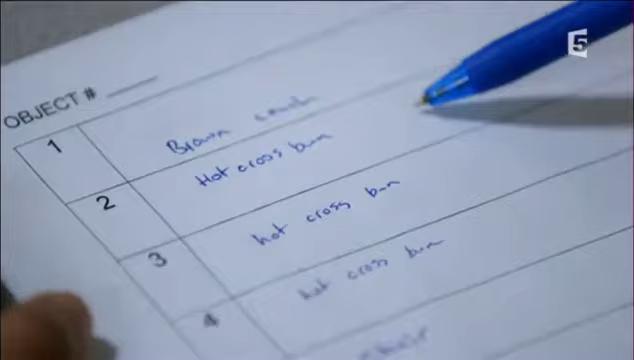 5
OBJECT #
1 Brown
2 Hot cross bun
3 hot cross bun
4 hot cross bun